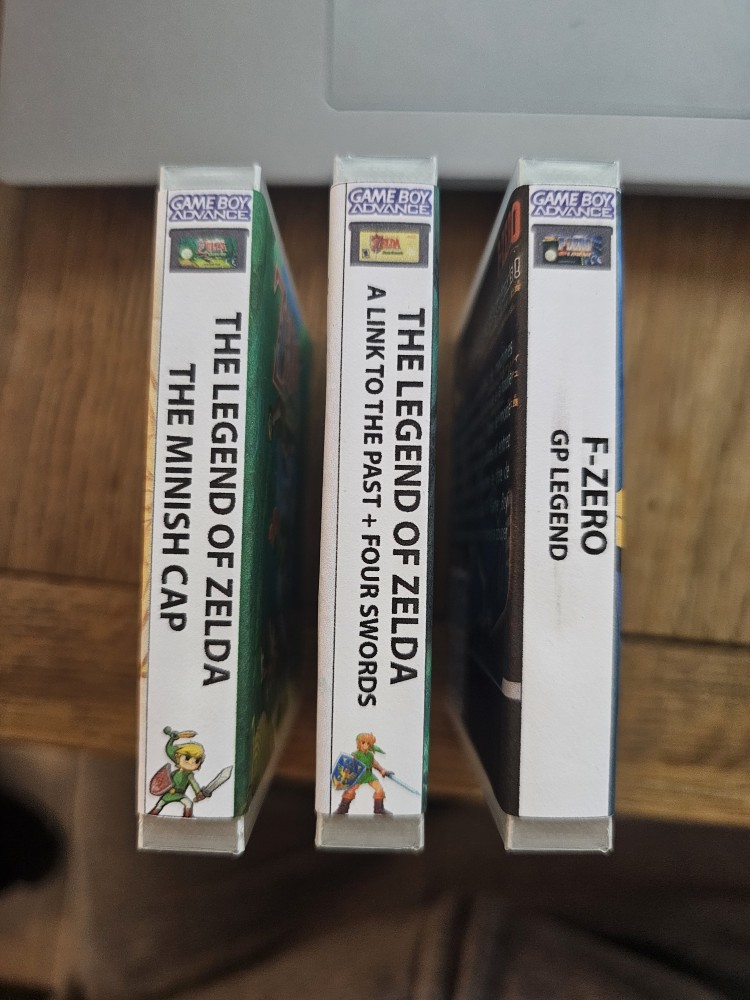 GAME BOY
ADVANCE
THE LEGEND OF ZELDA
THE MINISH CAP
GAME BOY
ADVANCE
ZELDA
THE LEGEND OF ZELDA
A LINK TO THE PAST + FOUR SWORDS
GAME BOY
ADVANCE
F-ZERO
GP LEGEND